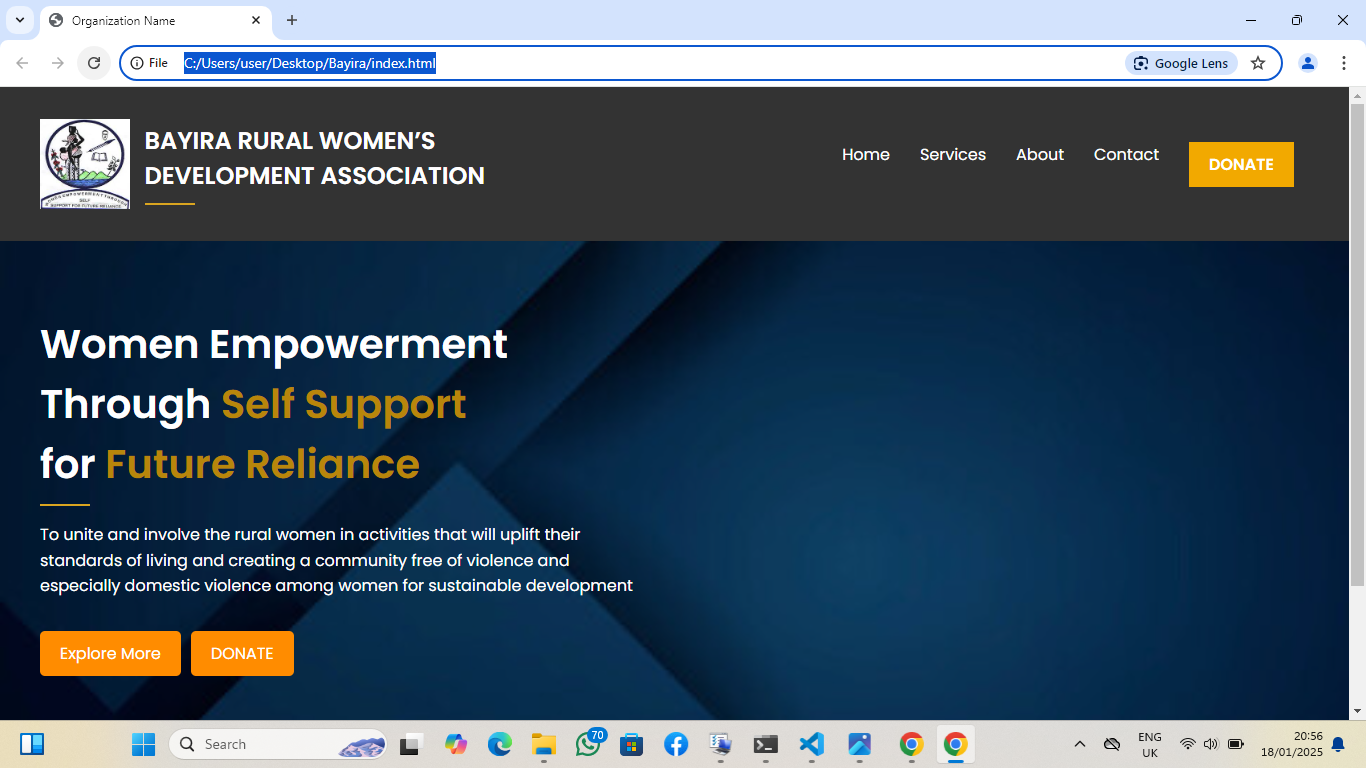 Organization Name
File
C:/Users/user/Desktop/Bayira/index.html
Google Lens
BAYIRA RURAL WOMEN’S
DEVELOPMENT ASSOCIATION
Home
Services
About
Contact
DONATE
SELF
SUPPORT FOR FUTURE RELIANCE
Women Empowerment
Through Self Support
for Future Reliance
To unite and involve the rural women in activities that will uplift their
standards of living and creating a community free of violence and
especially domestic violence among women for sustainable development
Explore More
DONATE
Search
70
ENG
UK
20:56
18/01/2025